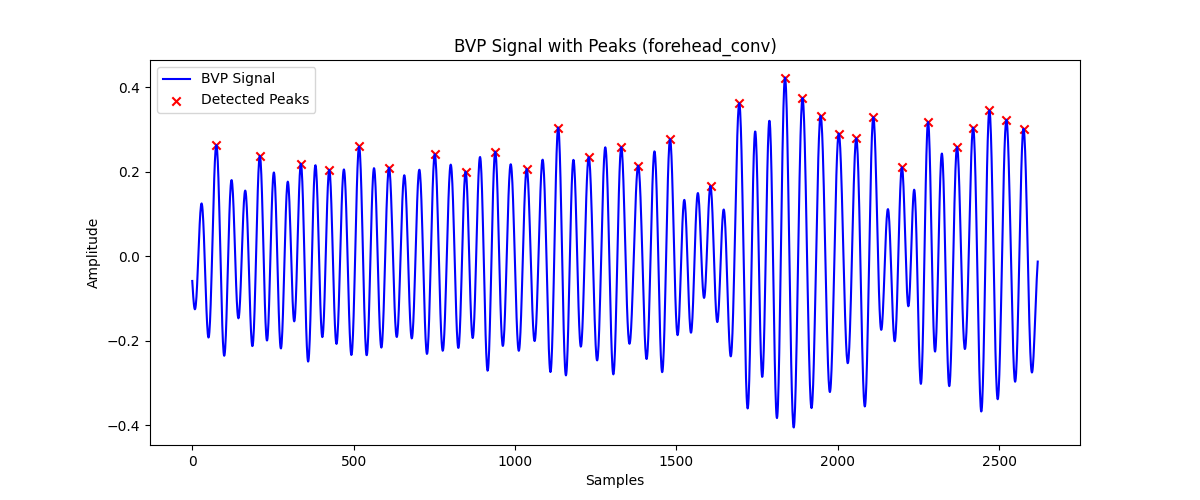 BVP Signal with Peaks (forehead_conv)
BVP Signal
Detected Peaks
Amplitude
0.4
0.2
0.0
−0.2
−0.4
0 500 1000 1500 2000 2500
Samples